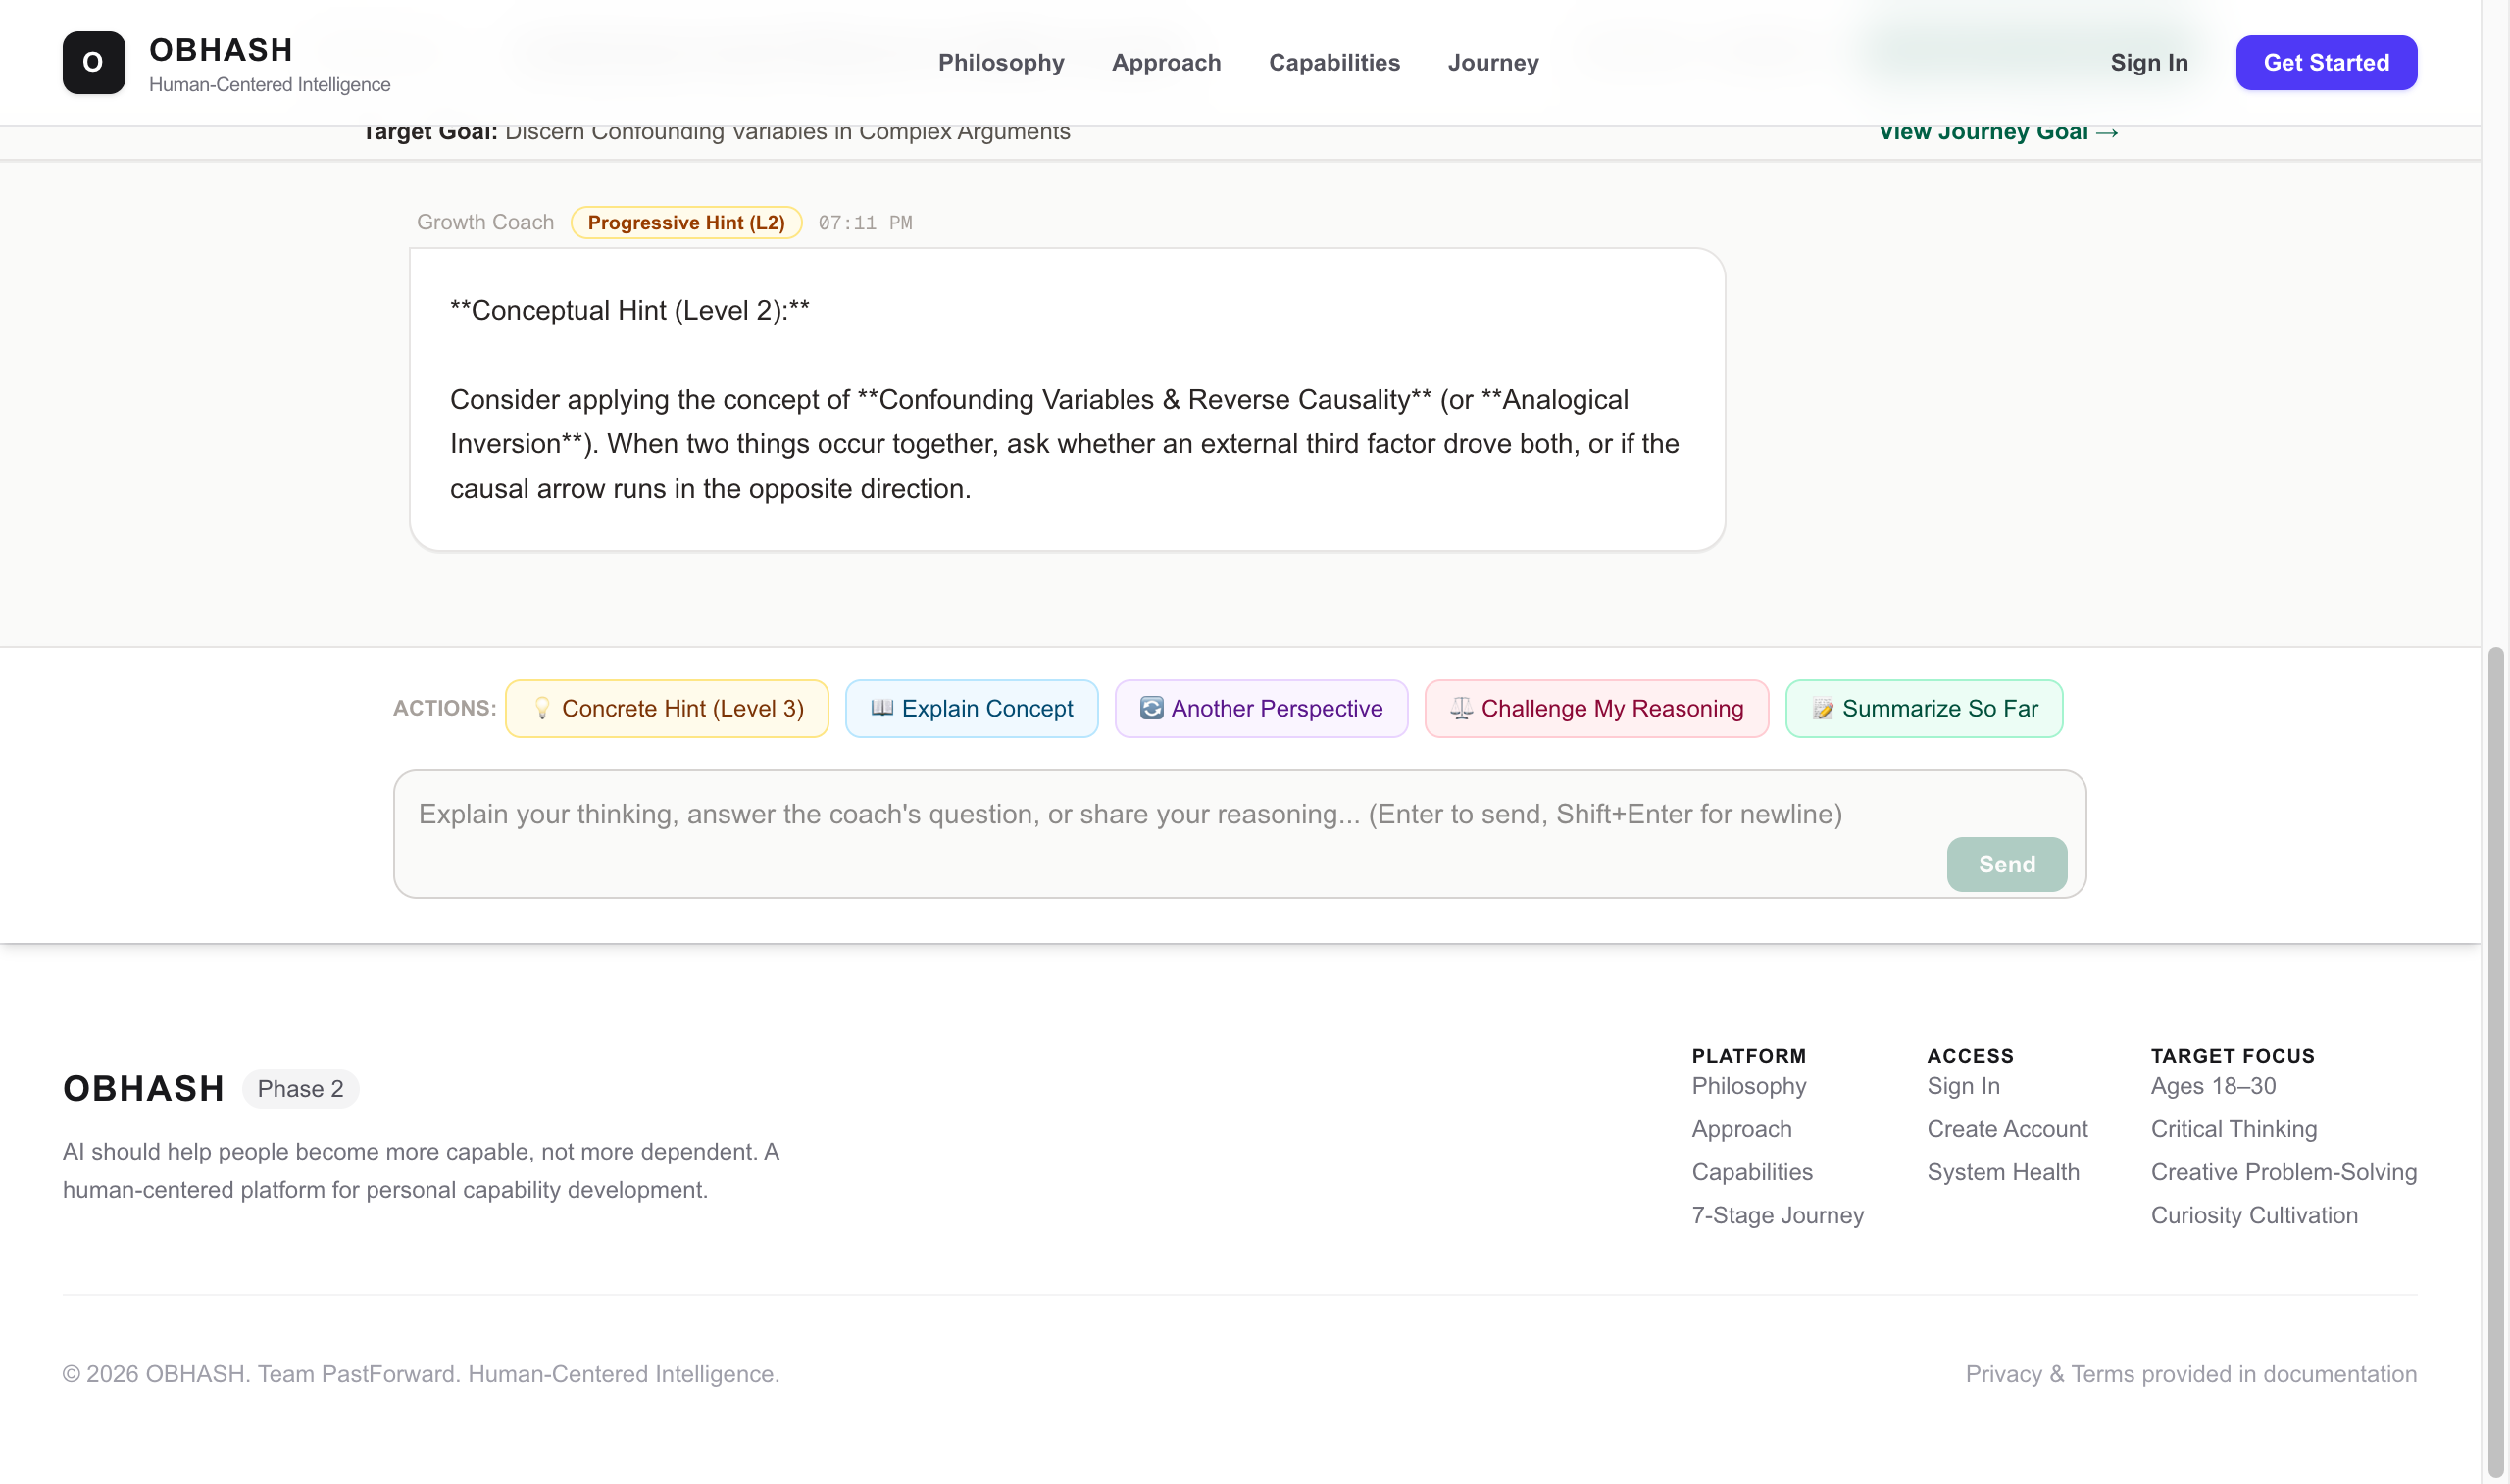 O
OBHASH
Human-Centered Intelligence
Philosophy
Approach
Capabilities
Journey
Sign In
Get Started
Target Goal: Discern Confounding Variables in Complex Arguments
View Journey Goal →
Growth Coach
Progressive Hint (L2)
07:11 PM
**Conceptual Hint (Level 2):**
Consider applying the concept of **Confounding Variables & Reverse Causality** (or **Analogical
Inversion**). When two things occur together, ask whether an external third factor drove both, or if the
causal arrow runs in the opposite direction.
ACTIONS:
💡 Concrete Hint (Level 3)
📖 Explain Concept
🔄 Another Perspective
⚖️ Challenge My Reasoning
📝 Summarize So Far
Explain your thinking, answer the coach's question, or share your reasoning... (Enter to send, Shift+Enter for newline)
Send
OBHASH
Phase 2
AI should help people become more capable, not more dependent. A
human-centered platform for personal capability development.
PLATFORM
Philosophy
Approach
Capabilities
7-Stage Journey
ACCESS
Sign In
Create Account
System Health
TARGET FOCUS
Ages 18–30
Critical Thinking
Creative Problem-Solving
Curiosity Cultivation
© 2026 OBHASH. Team PastForward. Human-Centered Intelligence.
Privacy & Terms provided in documentation